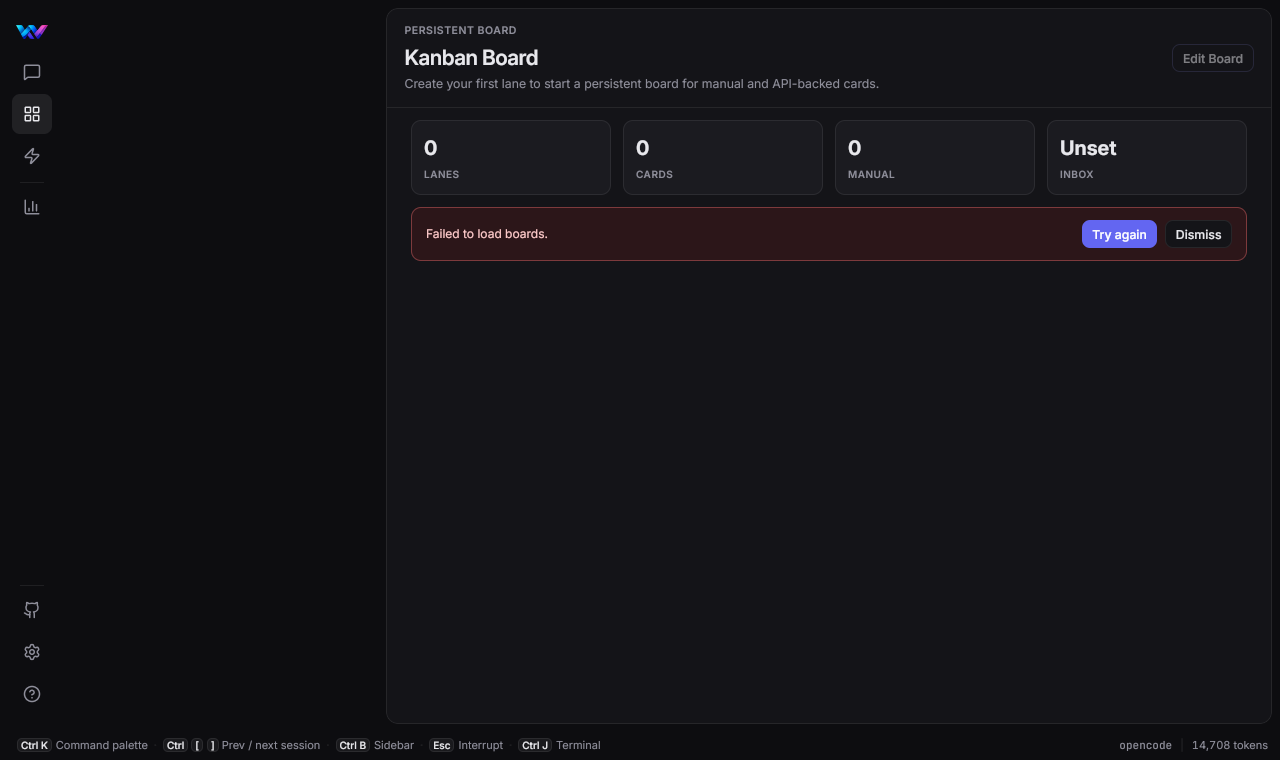 PERSISTENT BOARD
Kanban Board
Edit Board
Create your first lane to start a persistent board for manual and API-backed cards.
0
LANES
0
CARDS
0
MANUAL
Unset
INBOX
Failed to load boards.
Try again
Dismiss
Ctrl K Command palette · Ctrl [ ] Prev / next session · Ctrl B Sidebar · Esc Interrupt · Ctrl J Terminal
opencode | 14,708 tokens